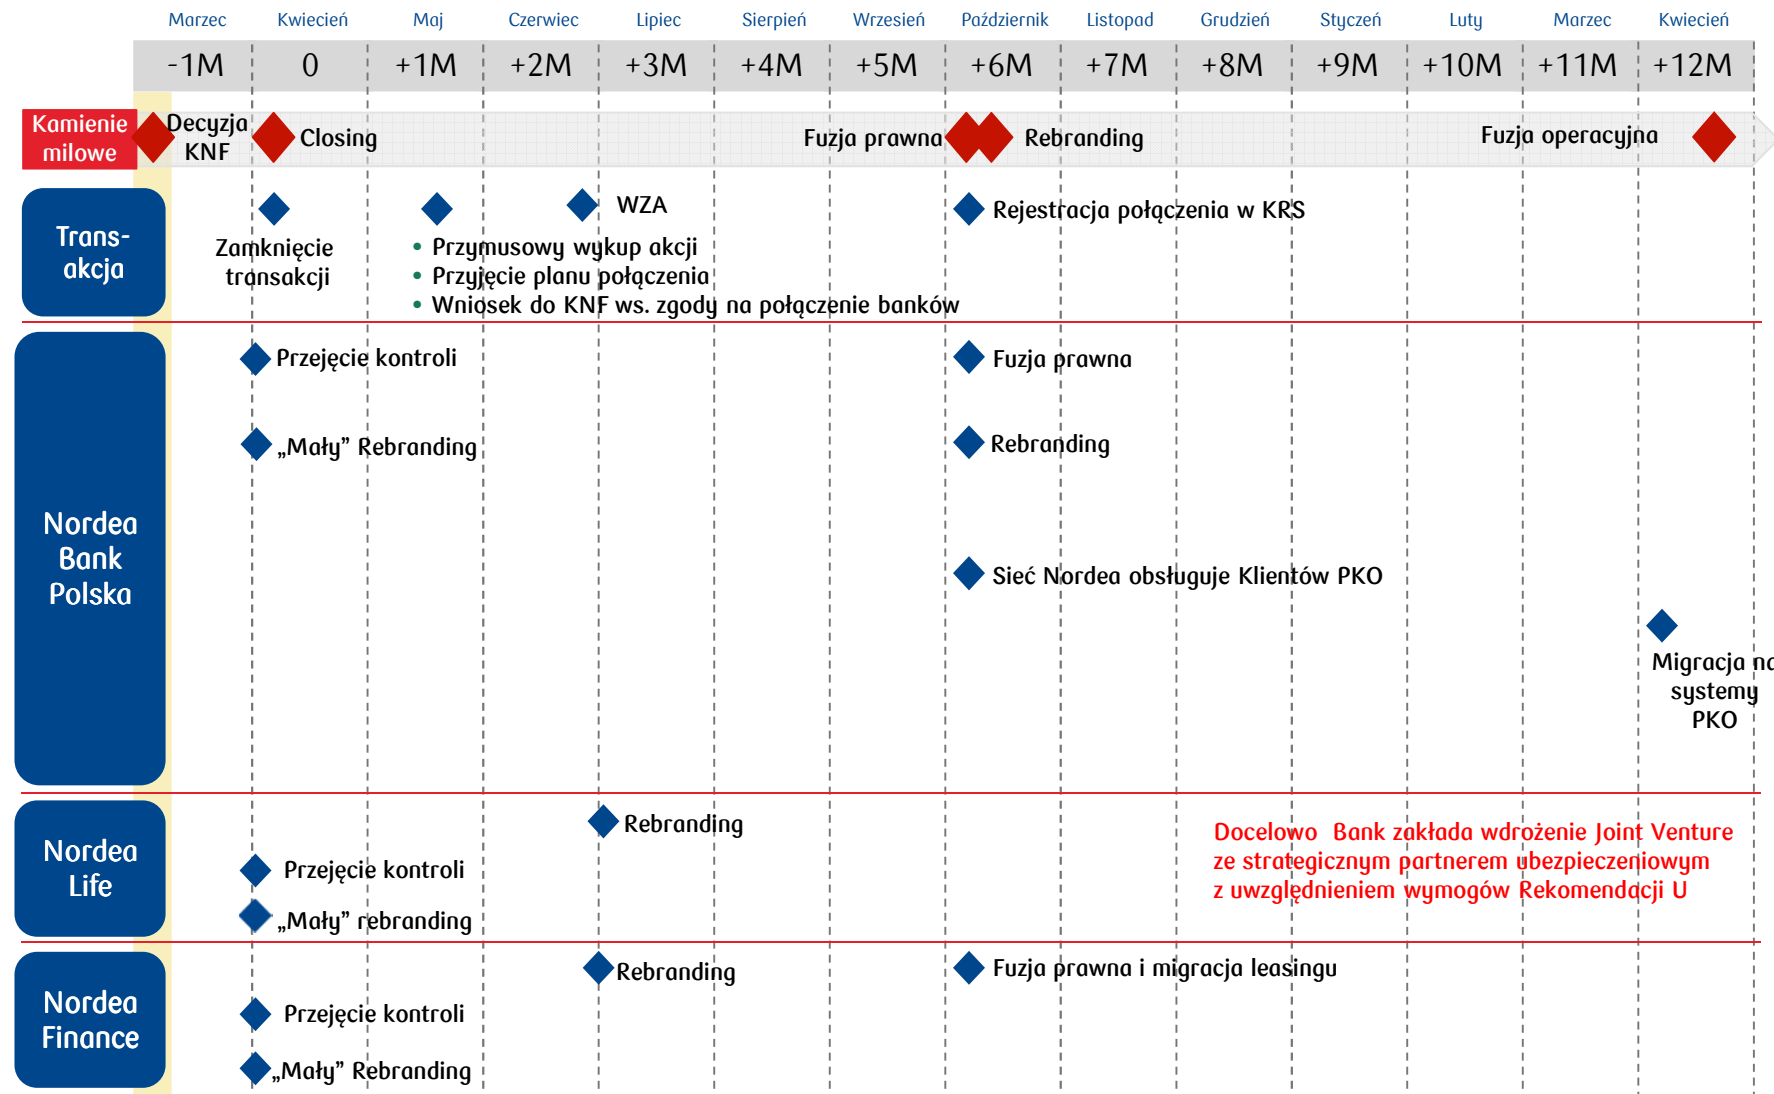 Marzec Kwiecień Maj Czerwiec Lipiec Sierpień Wrzesień Październik Listopad Grudzień Styczeń Luty Marzec Kwiecień
-1M 0 +1M +2M +3M +4M +5M +6M +7M +8M +9M +10M +11M +12M
Kamienie
milowe
Decyzja
KNF
Closing
Fuzja prawna
Rebranding
Fuzja operacyjna
Trans-
akcja
Zamknięcie
transakcji
WZA
• Przymusowy wykup akcji
• Przyjęcie planu połączenia
• Wniosek do KNF ws. zgody na połączenie banków
Rejestracja połączenia w KRS
Nordea
Bank
Polska
Przejęcie kontroli
Fuzja prawna
„Mały” Rebranding
Rebranding
Sieć Nordea obsługuje Klientów PKO
Migracja na
systemy
PKO
Nordea
Life
Rebranding
Przejęcie kontroli
„Mały” rebranding
Docelowo Bank zakłada wdrożenie Joint Venture
ze strategicznym partnerem ubezpieczeniowym
z uwzględnieniem wymogów Rekomendacji U
Nordea
Finance
Rebranding
Fuzja prawna i migracja leasingu
Przejęcie kontroli
„Mały” Rebranding